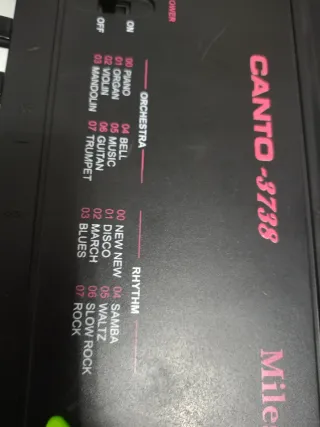 POWER
ON
OFF
CANTO-3738
ORCHESTRA
00 PIANO 04 BELL
01 ORGAN 05 MUSIC
02 VIOLIN 06 GUITAN
03 MANDOLIN 07 TRUMPET
RHYTHM
00 NEW NEW 04 SAMBA
01 DISCO 05 WALTZ
02 MARCH 06 SLOW ROCK
03 BLUES 07 ROCK
Miles